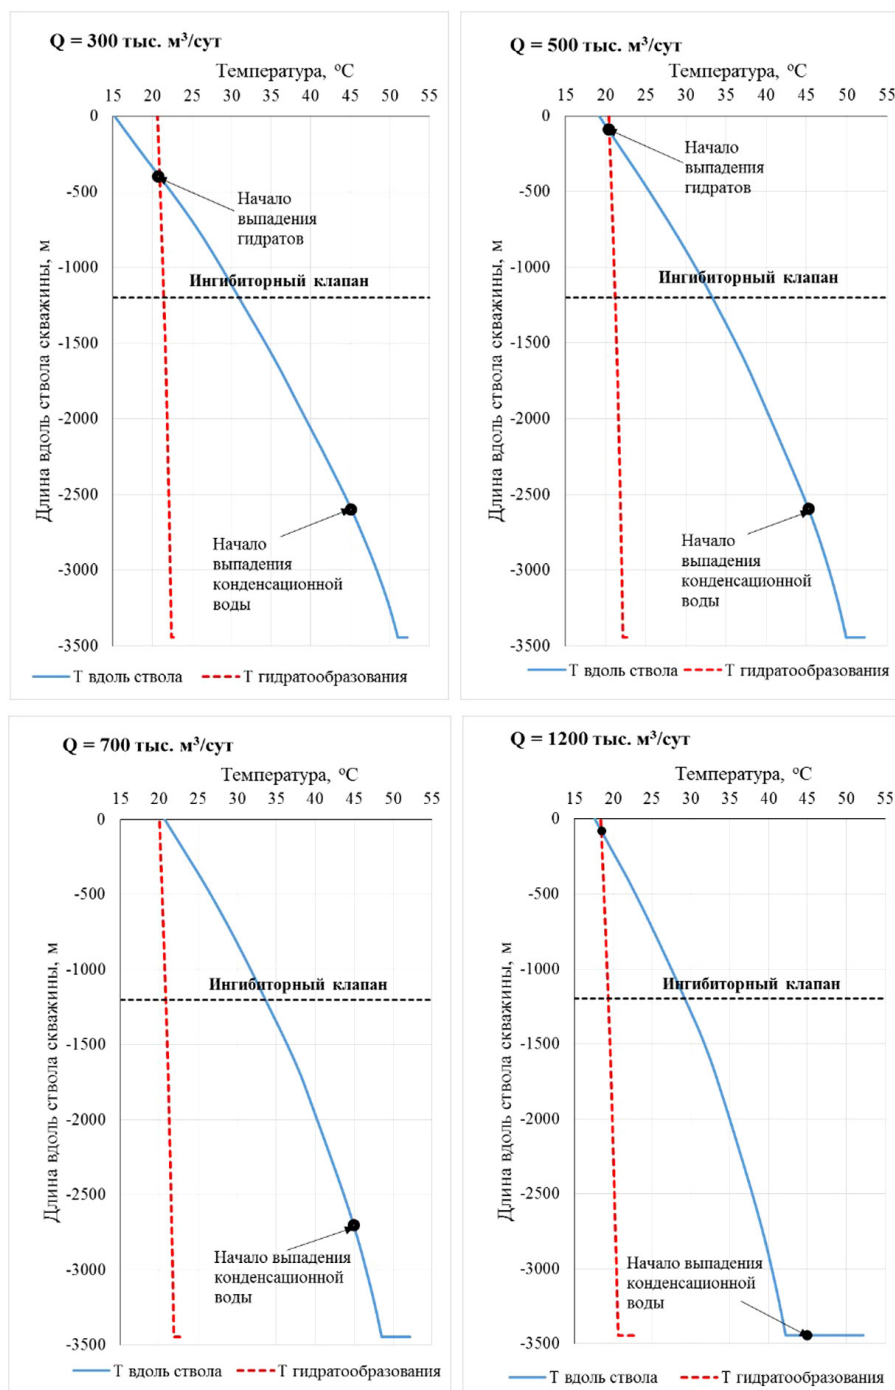 Q = 300 тыс. м³/сут
Температура, °С
15 20 25 30 35 40 45 50 55
0
-500
-1000
-1500
-2000
-2500
-3000
-3500
Длина вдоль ствола скважины, м
Начало
выпадения
гидратов
Ингибиторный клапан
Начало
выпадения
конденсационной
воды
Т вдоль ствола
Т гидратообразования
Q = 500 тыс. м³/сут
Температура, °С
15 20 25 30 35 40 45 50 55
0
-500
-1000
-1500
-2000
-2500
-3000
-3500
Длина вдоль ствола скважины, м
Начало
выпадения
гидратов
Ингибиторный клапан
Начало
выпадения
конденсационной
воды
Т вдоль ствола
Т гидратообразования
Q = 700 тыс. м³/сут
Температура, °С
15 20 25 30 35 40 45 50 55
0
-500
-1000
-1500
-2000
-2500
-3000
-3500
Длина вдоль ствола скважины, м
Ингибиторный клапан
Начало выпадения
конденсационной
воды
Т вдоль ствола
Т гидратообразования
Q = 1200 тыс. м³/сут
Температура, °С
15 20 25 30 35 40 45 50 55
0
-500
-1000
-1500
-2000
-2500
-3000
-3500
Длина вдоль ствола скважины, м
Ингибиторный клапан
Начало выпадения
конденсационной
воды
Т вдоль ствола
Т гидратообразования